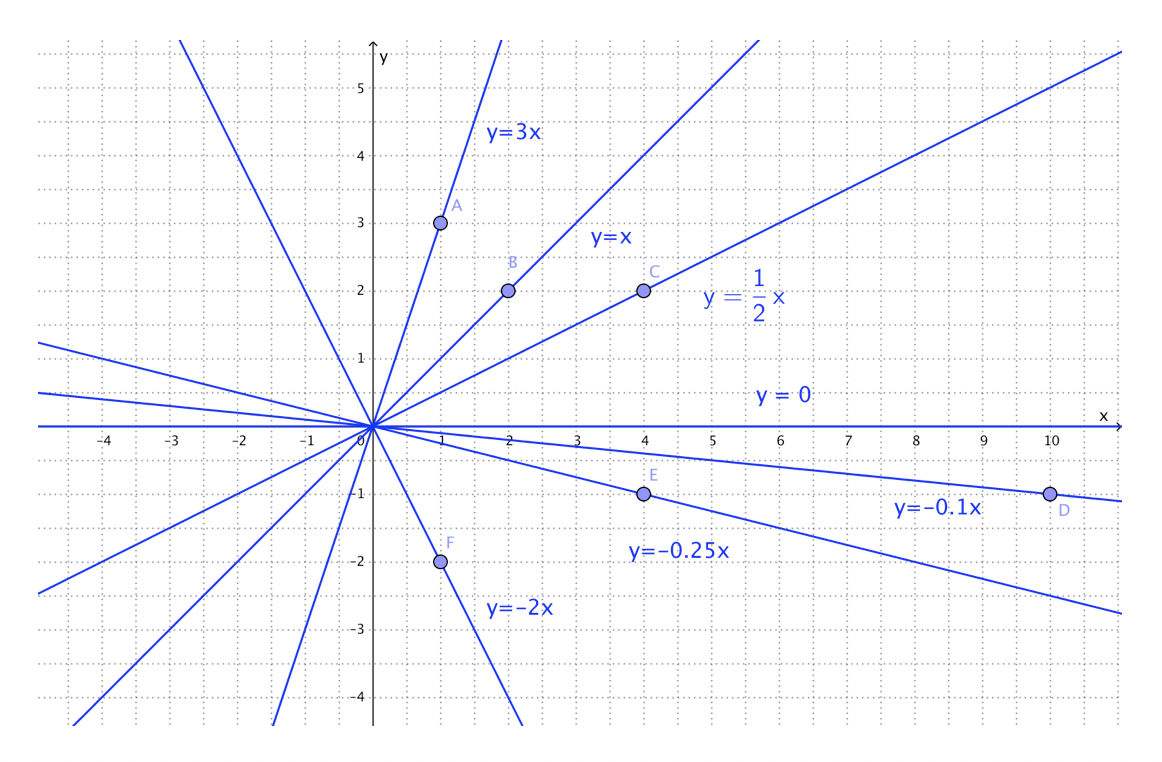 y
5
y=3x
4
A
3
y=x
B
C
2
y = 1/2 x
1
y = 0
x
-4 -3 -2 -1 0 1 2 3 4 5 6 7 8 9 10
E
-1
y=-0.1x
D
F
y=-0.25x
-2
y=-2x
-3
-4